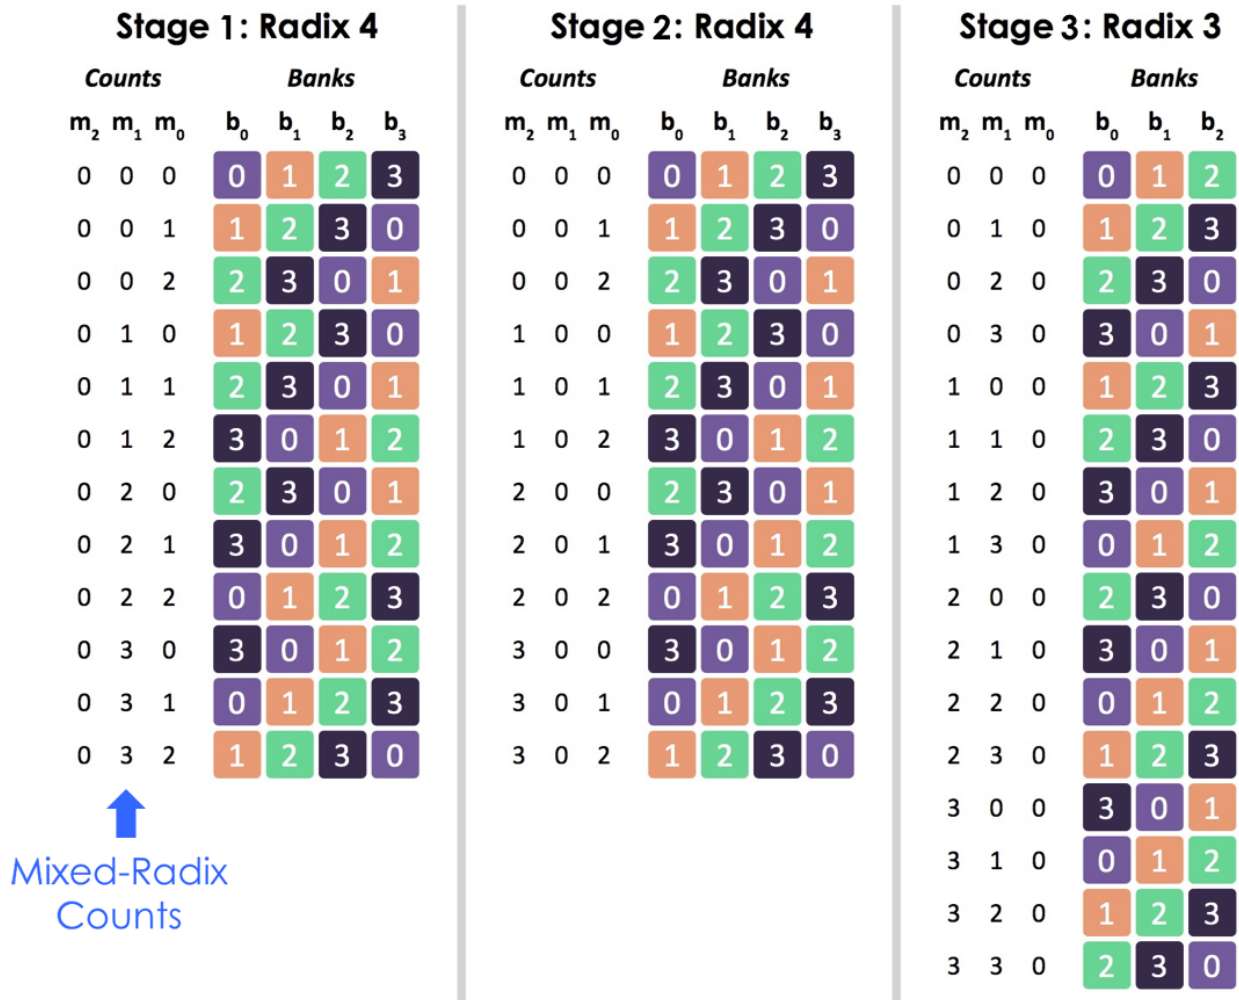 Stage 1: Radix 4
Counts Banks
m2 m1 m0 b0 b1 b2 b3
0 0 0 0 1 2 3
0 0 1 1 2 3 0
0 0 2 2 3 0 1
0 1 0 1 2 3 0
0 1 1 2 3 0 1
0 1 2 3 0 1 2
0 2 0 2 3 0 1
0 2 1 3 0 1 2
0 2 2 0 1 2 3
0 3 0 3 0 1 2
0 3 1 0 1 2 3
0 3 2 1 2 3 0
Mixed-Radix
Counts
Stage 2: Radix 4
Counts Banks
m2 m1 m0 b0 b1 b2 b3
0 0 0 0 1 2 3
0 0 1 1 2 3 0
0 0 2 2 3 0 1
1 0 0 1 2 3 0
1 0 1 2 3 0 1
1 0 2 3 0 1 2
2 0 0 2 3 0 1
2 0 1 3 0 1 2
2 0 2 0 1 2 3
3 0 0 3 0 1 2
3 0 1 0 1 2 3
3 0 2 1 2 3 0
Stage 3: Radix 3
Counts Banks
m2 m1 m0 b0 b1 b2
0 0 0 0 1 2
0 1 0 1 2 3
0 2 0 2 3 0
0 3 0 3 0 1
1 0 0 1 2 3
1 1 0 2 3 0
1 2 0 3 0 1
1 3 0 0 1 2
2 0 0 2 3 0
2 1 0 3 0 1
2 2 0 0 1 2
2 3 0 1 2 3
3 0 0 3 0 1
3 1 0 0 1 2
3 2 0 1 2 3
3 3 0 2 3 0